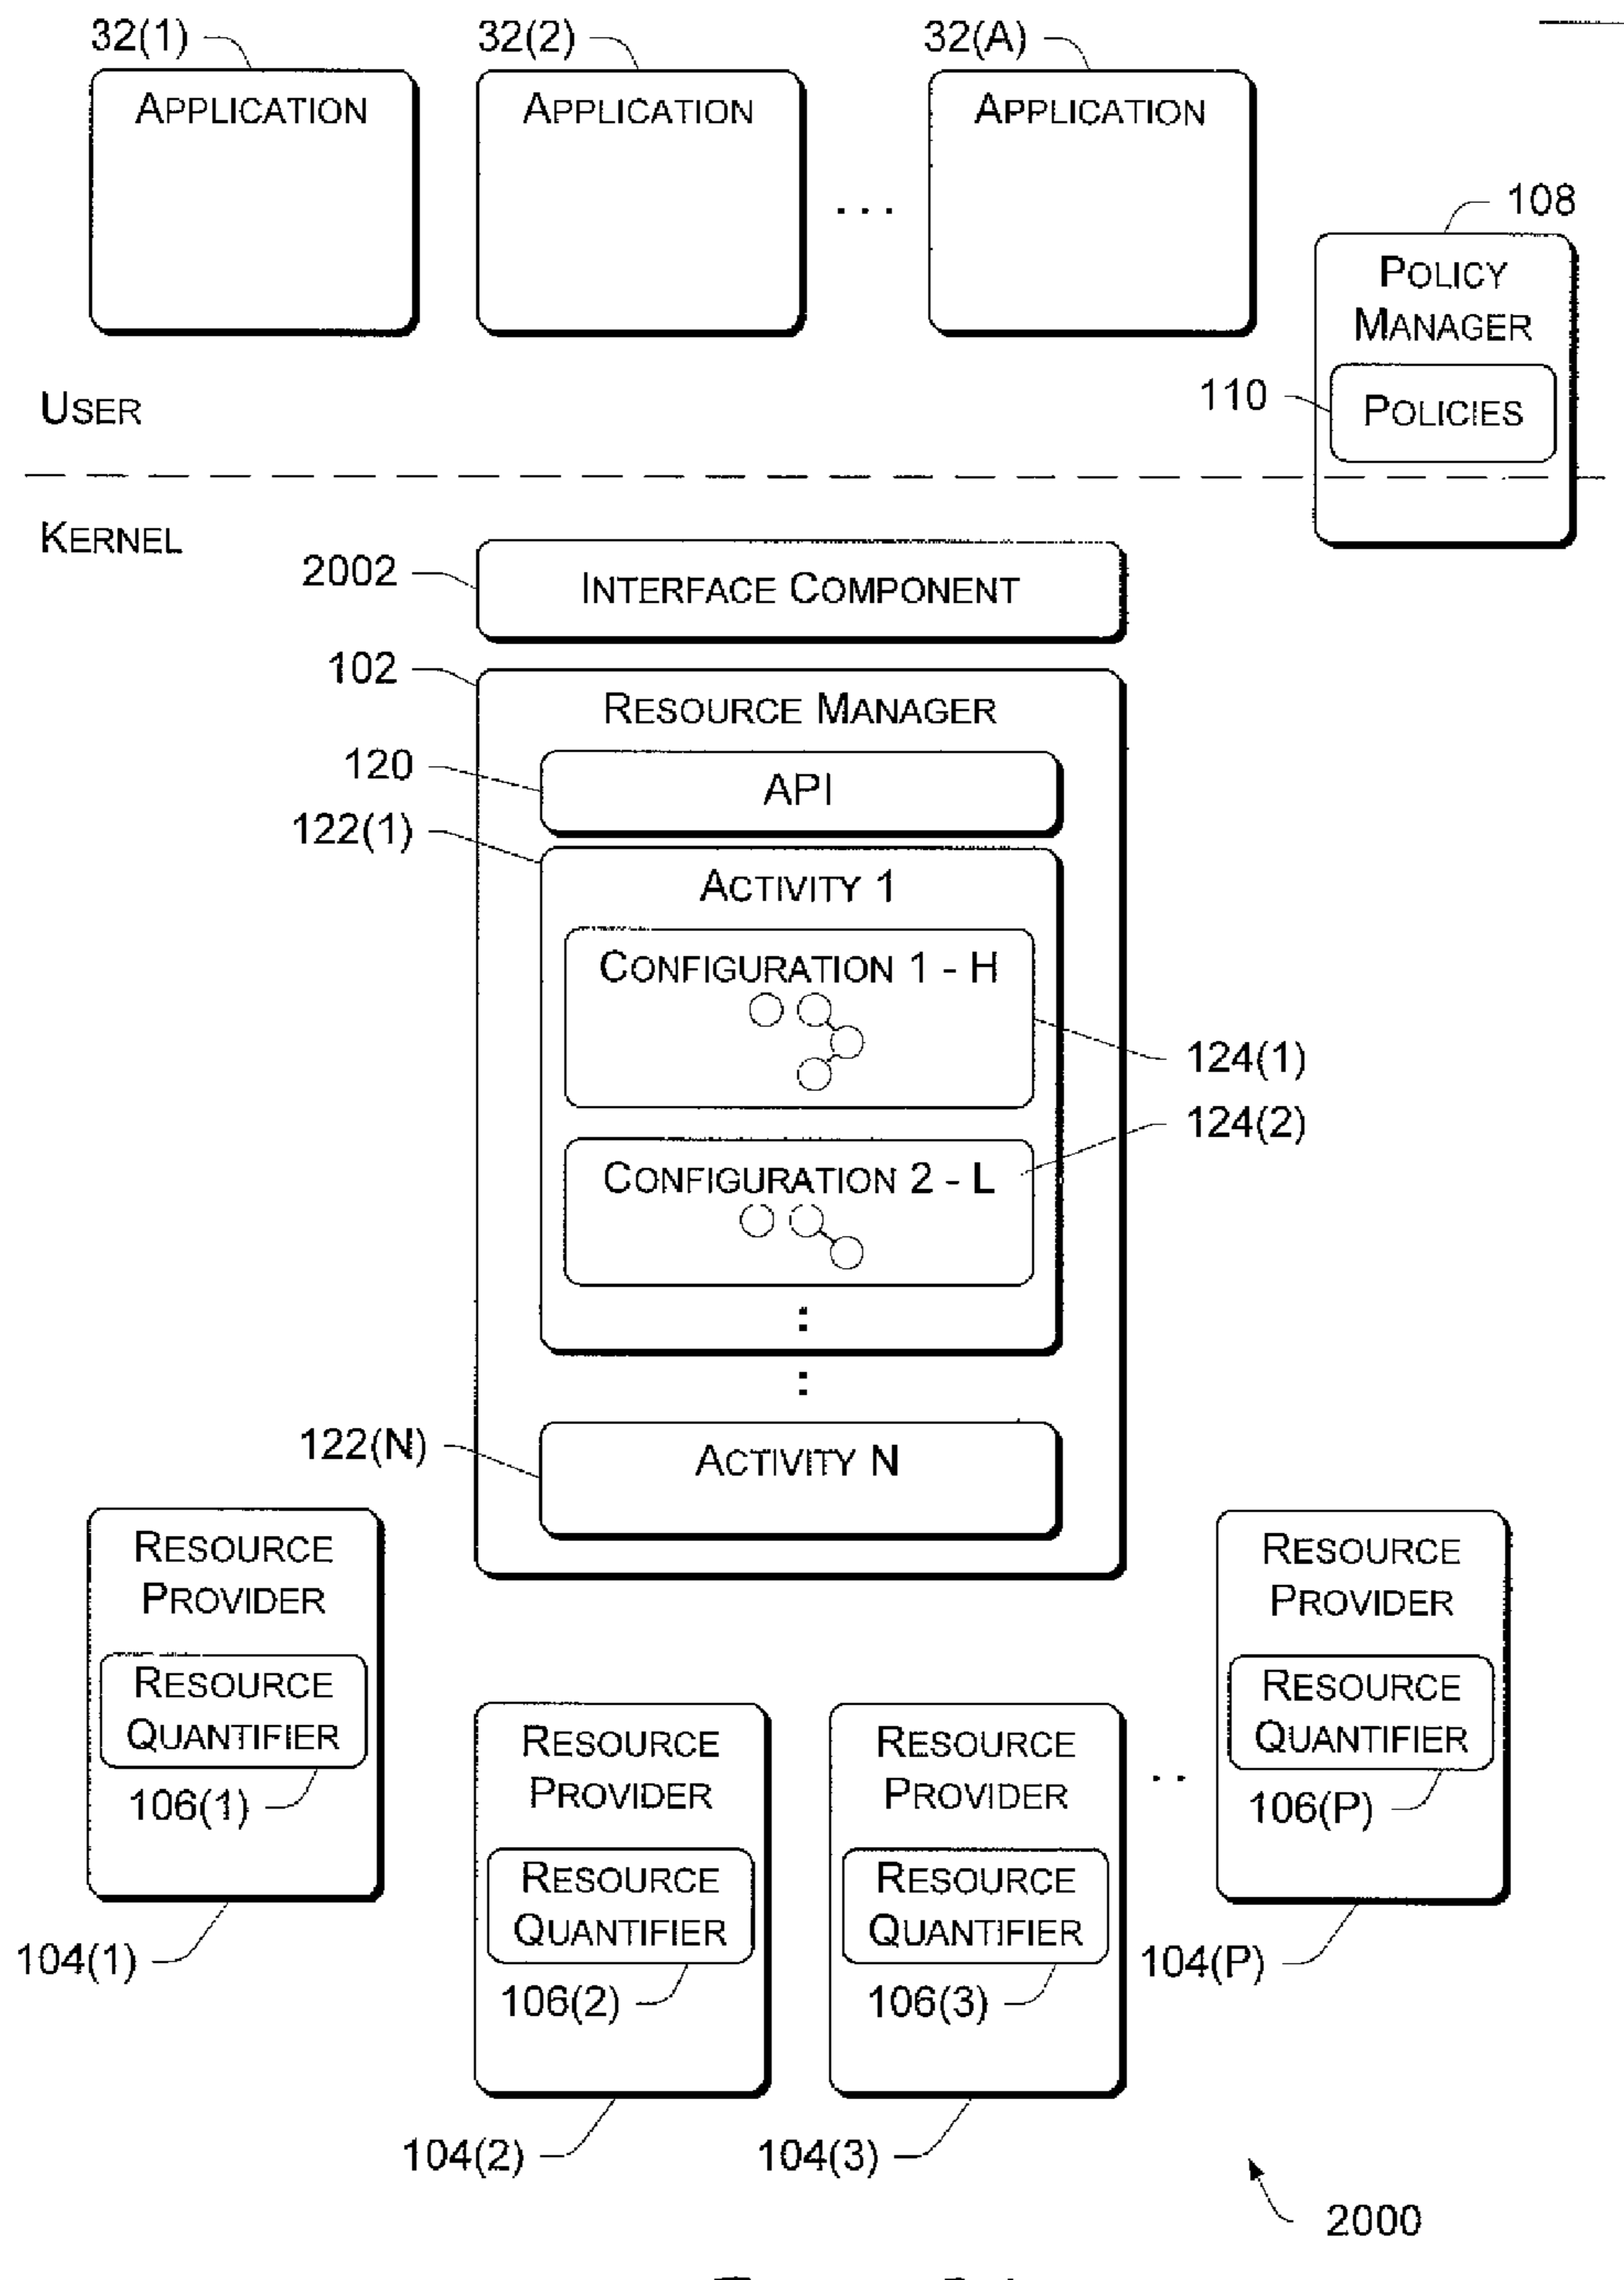 32(1)
32(2)
32(A)
APPLICATION
APPLICATION
APPLICATION
. . .
108
POLICY
MANAGER
110
POLICIES
USER
KERNEL
2002
INTERFACE COMPONENT
102
RESOURCE MANAGER
120
API
122(1)
ACTIVITY 1
CONFIGURATION 1 - H
124(1)
124(2)
CONFIGURATION 2 - L
122(N)
ACTIVITY N
RESOURCE
PROVIDER
RESOURCE
QUANTIFIER
106(1)
104(1)
RESOURCE
PROVIDER
RESOURCE
QUANTIFIER
106(2)
104(2)
RESOURCE
PROVIDER
RESOURCE
QUANTIFIER
106(3)
104(3)
. .
RESOURCE
PROVIDER
RESOURCE
QUANTIFIER
106(P)
104(P)
2000